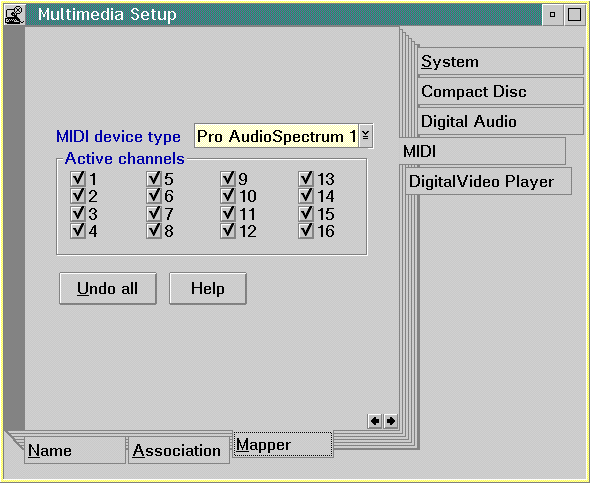 Multimedia Setup
System
Compact Disc
Digital Audio
MIDI
DigitalVideo Player
MIDI device type Pro AudioSpectrum 1
Active channels
1 5 9 13
2 6 10 14
3 7 11 15
4 8 12 16
Undo all Help
Name Association Mapper